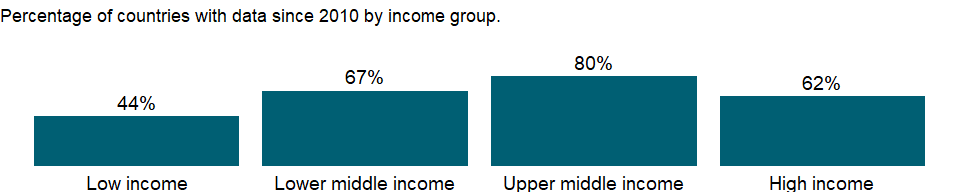 Percentage of countries with data since 2010 by income group.
80%
67%
62%
44%
Low income Lower middle income Upper middle income High income